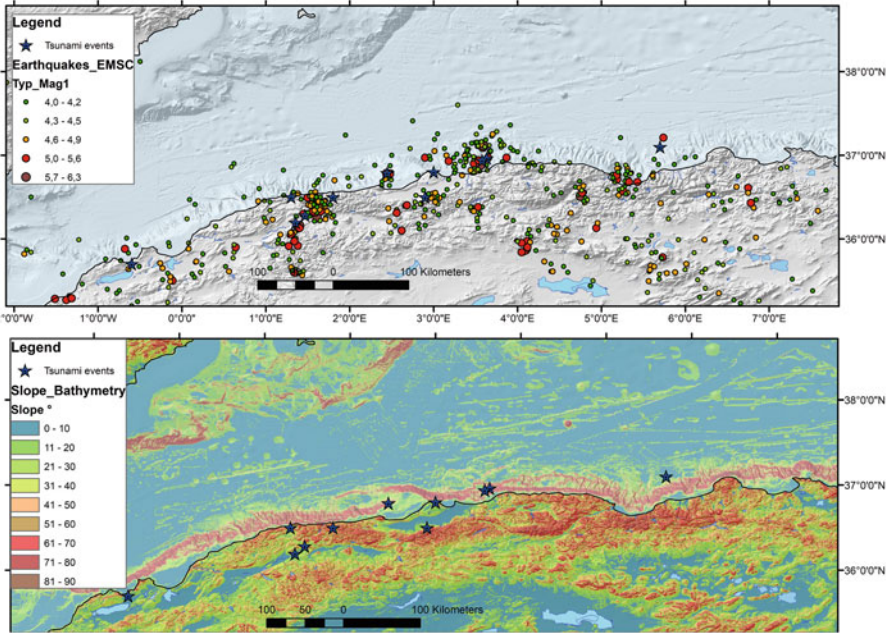 Legend
Tsunami events
Earthquakes_EMSC
Typ_Mag1
4,0 - 4,2
4,3 - 4,5
4,6 - 4,9
5,0 - 5,6
5,7 - 6,3
38°0'0"N
37°0'0"N
36°0'0"N
100 50 0 100 Kilometers
°0'0"W 1°0'0"W 0°0'0" 1°0'0"E 2°0'0"E 3°0'0"E 4°0'0"E 5°0'0"E 6°0'0"E 7°0'0"E
Legend
Tsunami events
Slope_Bathymetry
Slope °
0 - 10
11 - 20
21 - 30
31 - 40
41 - 50
51 - 60
61 - 70
71 - 80
81 - 90
38°0'0"N
37°0'0"N
36°0'0"N
100 50 0 100 Kilometers